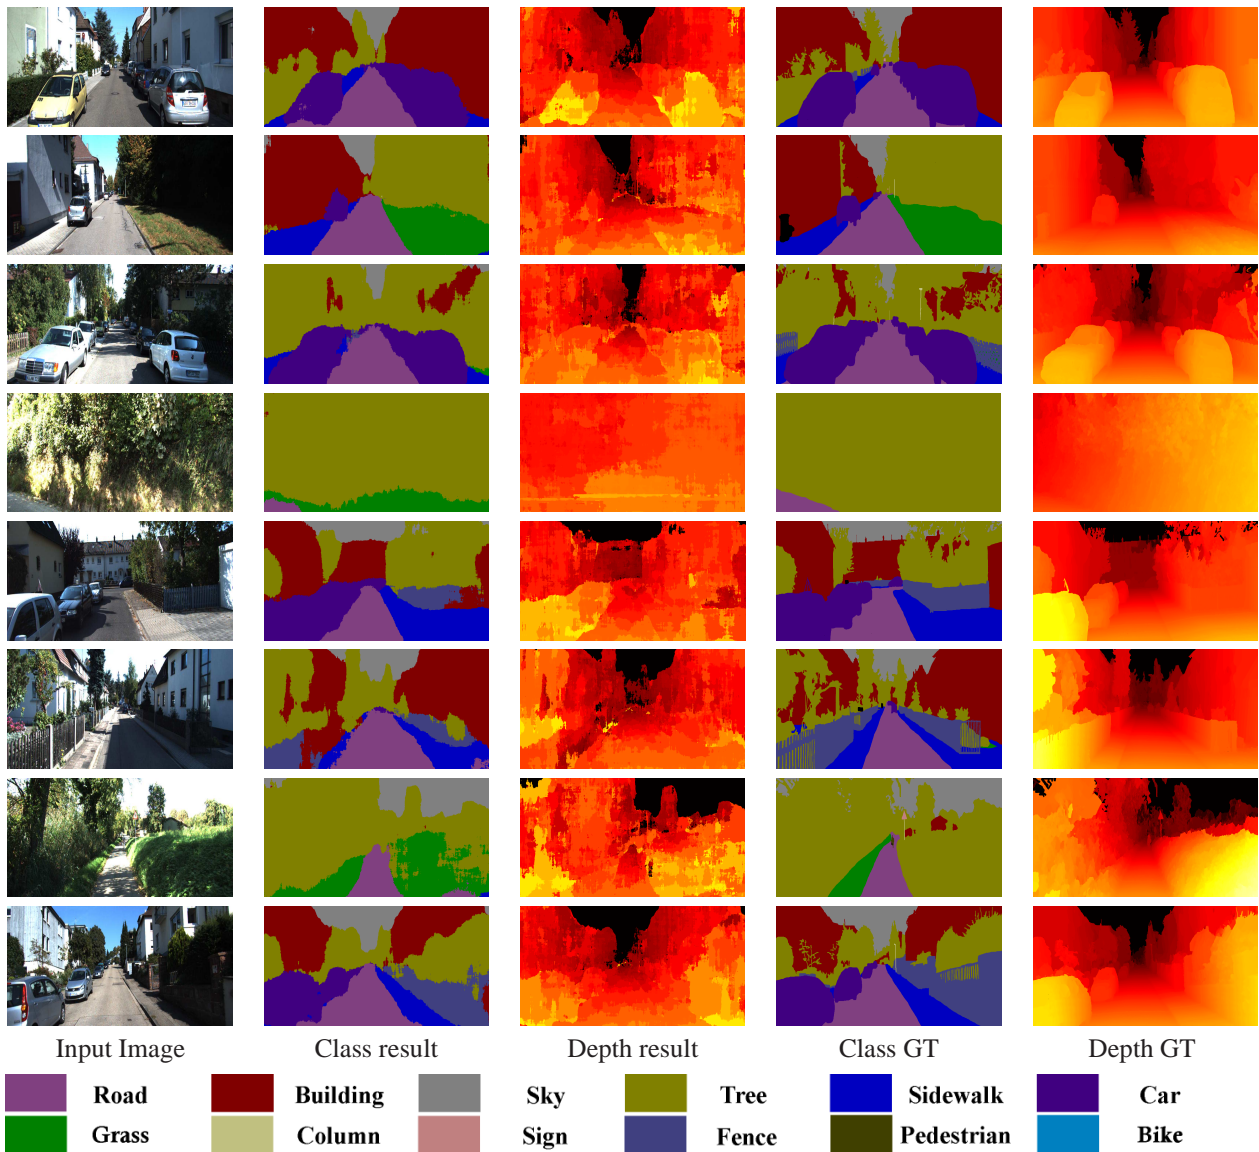 Input Image Class result Depth result Class GT Depth GT
Road Building Sky Tree Sidewalk Car
Grass Column Sign Fence Pedestrian Bike